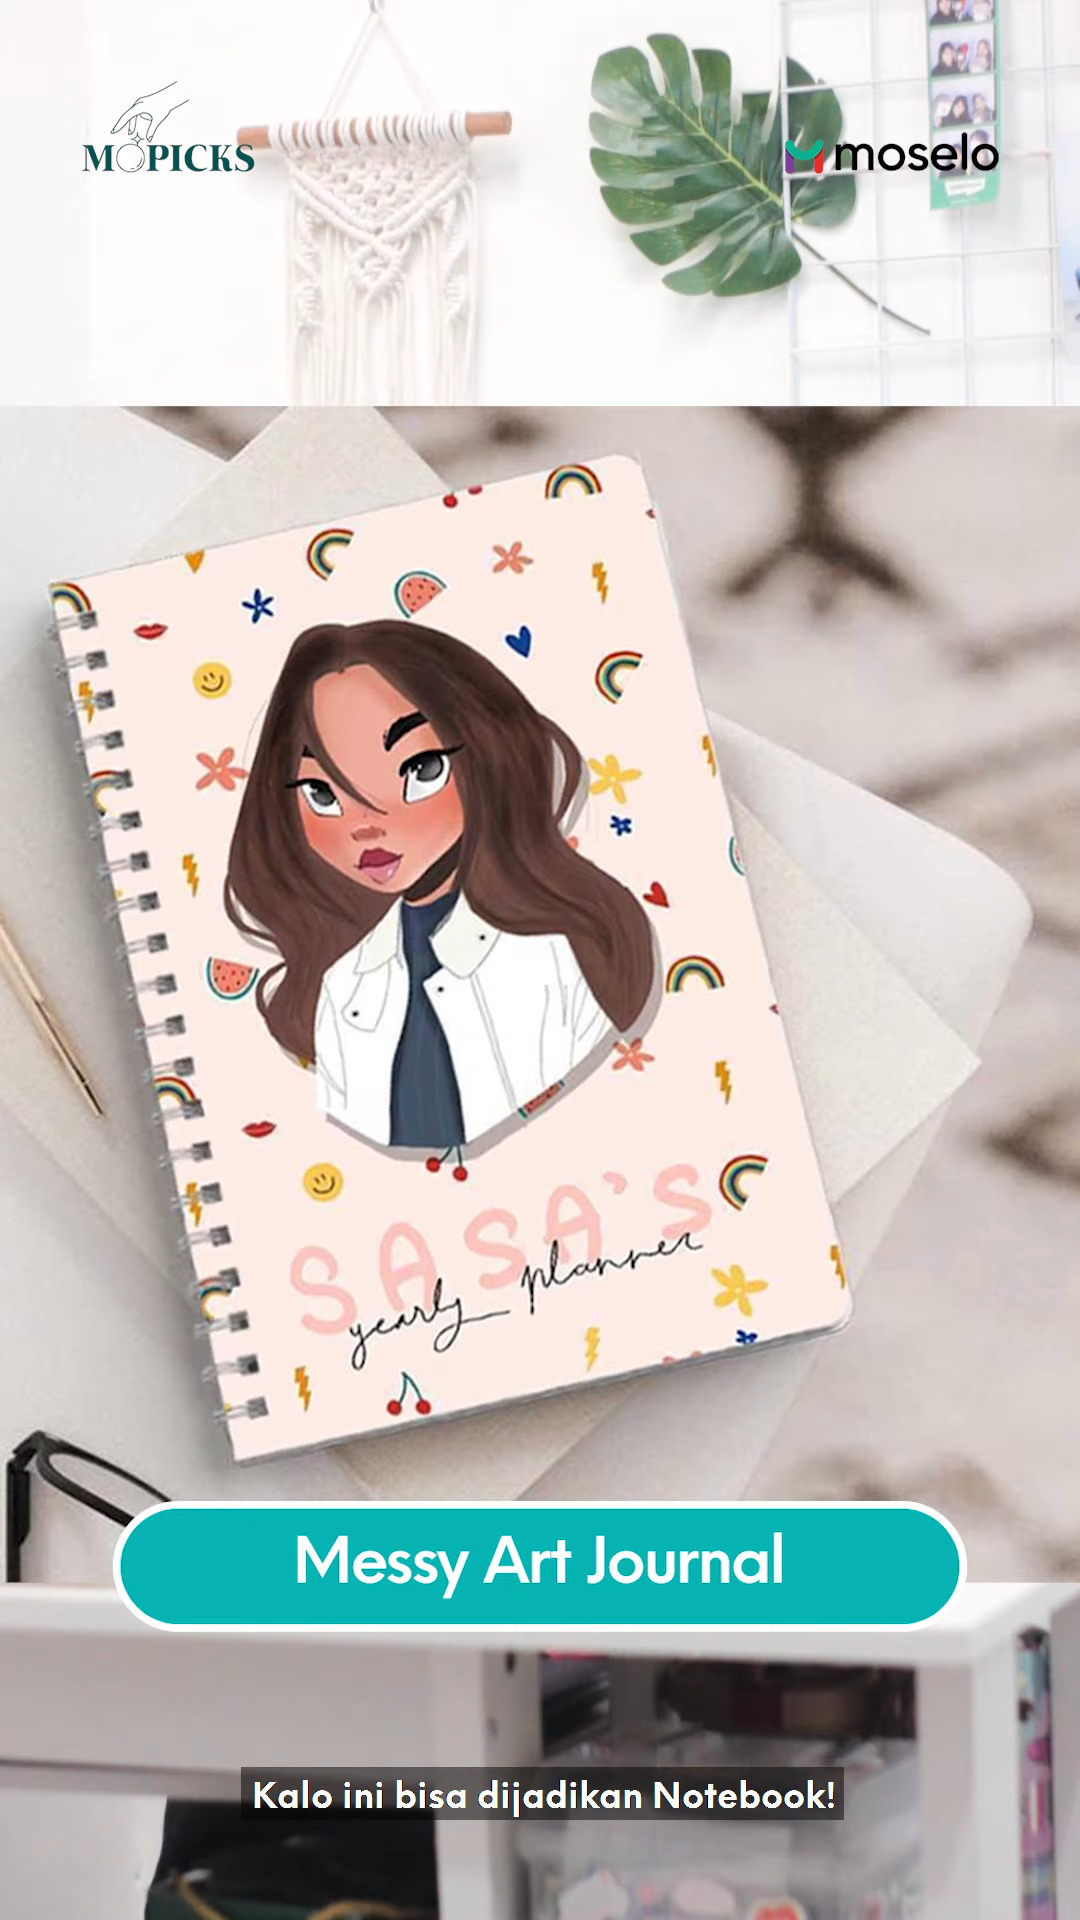 MOPICKS
moselo
SASA'S
yearly planner
Messy Art Journal
Kalo ini bisa dijadikan Notebook!